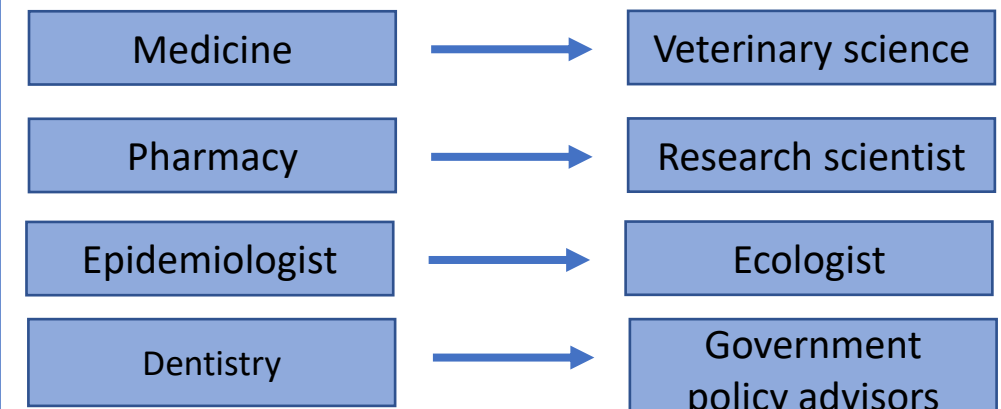 Medicine
Veterinary science
Pharmacy
Research scientist
Epidemiologist
Ecologist
Dentistry
Government
policy advisors